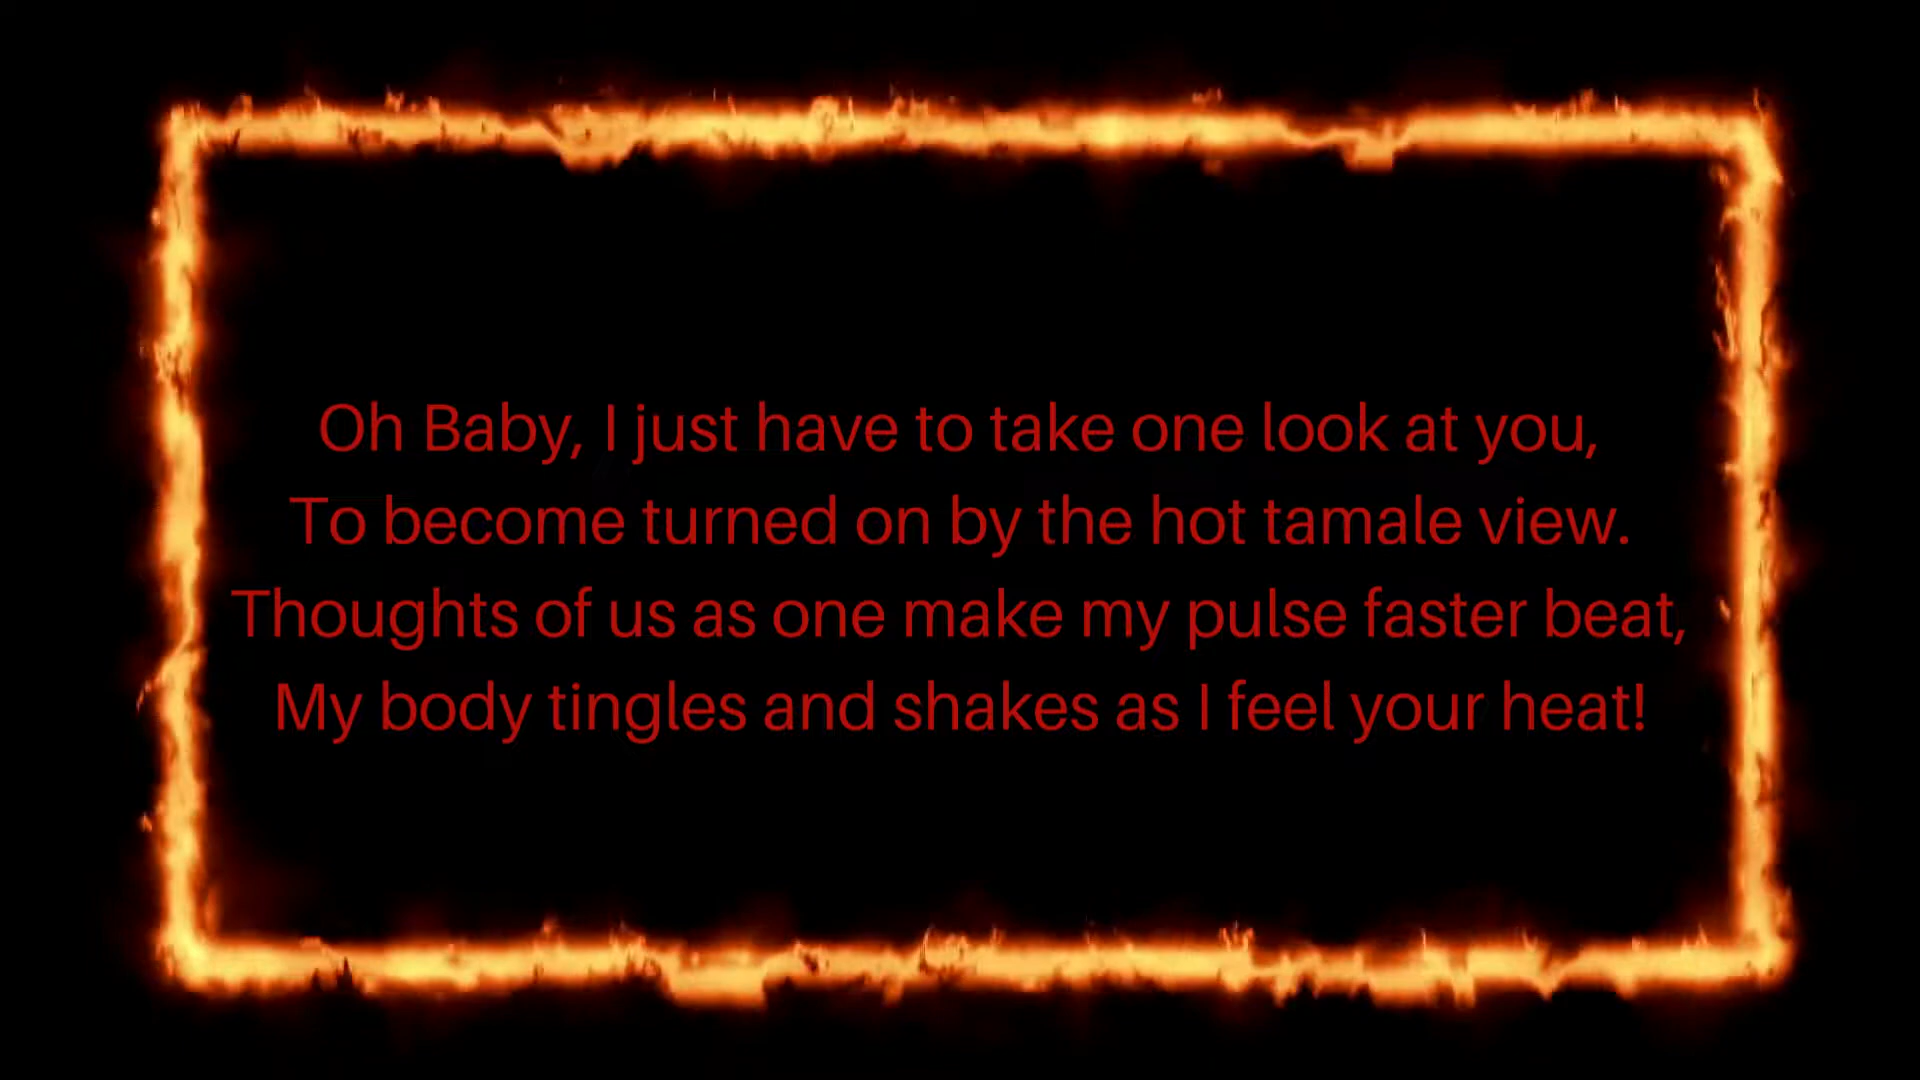 Oh Baby, I just have to take one look at you,
To become turned on by the hot tamale view.
Thoughts of us as one make my pulse faster beat,
My body tingles and shakes as I feel your heat!